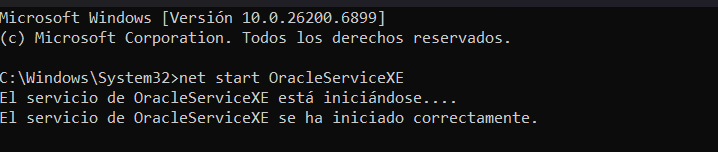 Microsoft Windows [Versión 10.0.26200.6899]
(c) Microsoft Corporation. Todos los derechos reservados.
C:\Windows\System32>net start OracleServiceXE
El servicio de OracleServiceXE está iniciándose....
El servicio de OracleServiceXE se ha iniciado correctamente.